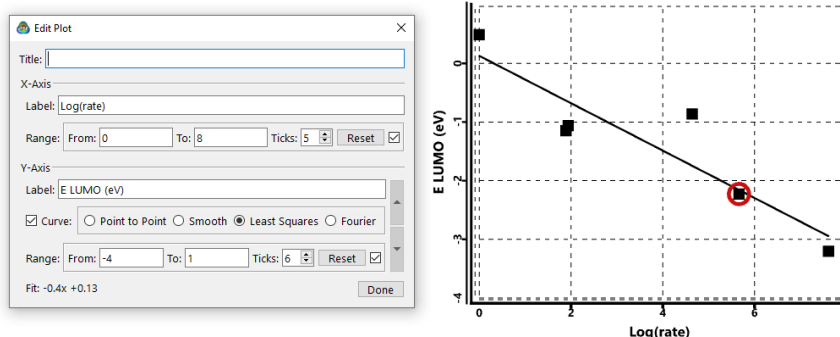 Edit Plot
Title:
X-Axis
Label: Log(rate)
Range: From: 0 To: 8 Ticks: 5 Reset
Y-Axis
Label: E LUMO (eV)
Curve: Point to Point Smooth Least Squares Fourier
Range: From: -4 To: 1 Ticks: 6 Reset
Fit: -0.4x +0.13 Done
E LUMO (eV)
0
-1
-2
-3
-4
0 2 4 6
Log(rate)